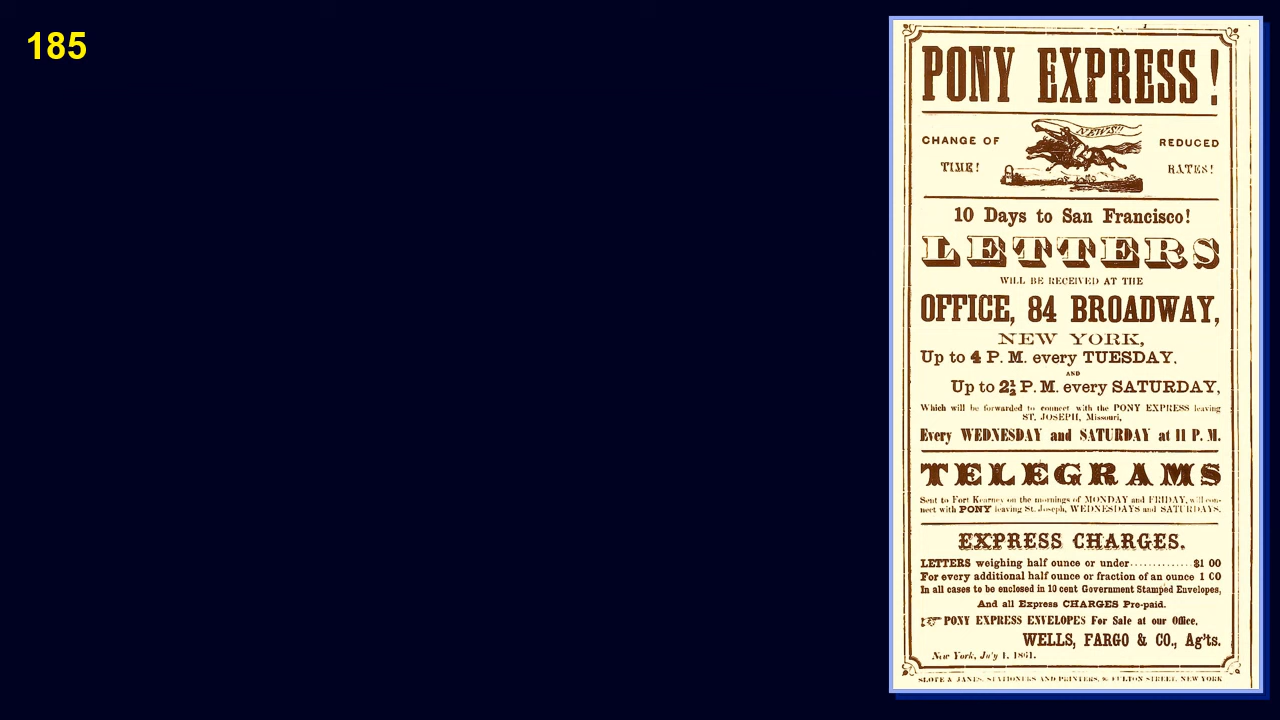 185
PONY EXPRESS!
NEWS!!
CHANGE OF
TIME!
REDUCED
RATES!
10 Days to San Francisco!
LETTERS
WILL BE RECEIVED AT THE
OFFICE, 84 BROADWAY,
NEW YORK,
Up to 4 P. M. every TUESDAY.
AND
Up to 2½ P. M. every SATURDAY,
Which will be forwarded to connect with the PONY EXPRESS leaving
ST. JOSEPH, Missouri,
Every WEDNESDAY and SATURDAY at 11 P. M.
TELEGRAMS
Sent to Fort Kearney on the mornings of MONDAY and FRIDAY, will con-
nect with PONY leaving St. Joseph, WEDNESDAYS and SATURDAYS.
EXPRESS CHARGES.
LETTERS weighing half ounce or under.............$1 00
For every additional half ounce or fraction of an ounce 1 00
In all cases to be enclosed in 10 cent Government Stamped Envelopes,
And all Express CHARGES Pre-paid.
☞PONY EXPRESS ENVELOPES For Sale at our Office.
WELLS, FARGO & CO., Ag'ts.
New York, July 1, 1861.
SLOTE & JANES, STATIONERS AND PRINTERS, FULTON STREET, NEW YORK